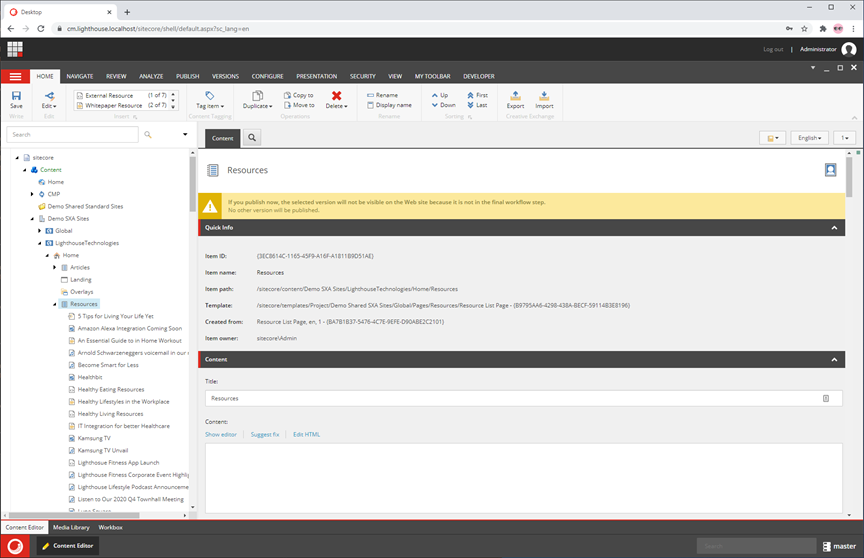 Desktop
cm.lighthouse.localhost/sitecore/shell/default.aspx?sc_lang=en
Log out | Administrator
HOME NAVIGATE REVIEW ANALYZE PUBLISH VERSIONS CONFIGURE PRESENTATION SECURITY VIEW MY TOOLBAR DEVELOPER
External Resource (1 of 7)
Whitepaper Resource (2 of 7)
Save Edit Tag item Duplicate Copy to Move to Delete Rename Display name Up Down First Last Export Import
Write Edit Insert Content Tagging Operations Rename Sorting Creative Exchange
Search
Content
English 1
sitecore
Content
Home
CMP
Demo Shared Standard Sites
Demo SXA Sites
Global
LighthouseTechnologies
Home
Articles
Landing
Overlays
Resources
5 Tips for Living Your Life Yet
Amazon Alexa Integration Coming Soon
An Essential Guide to in Home Workout
Arnold Schwarzeneggers voicemail in our
Become Smart for Less
Healthbit
Healthy Eating Resources
Healthy Lifestyles in the Workplace
Healthy Living Resources
IT Integration for better Healthcare
Kamsung TV
Kamsung TV Unvail
Lighthosue Fitness App Launch
Lighthouse Fitness Corporate Event Highlig
Lighthouse Lifestyle Podcast Announceme
Listen to Our 2020 Q4 Townhall Meeting
Resources
If you publish now, the selected version will not be visible on the Web site because it is not in the final workflow step.
No other version will be published.
Quick Info
Item ID: {3EC8614C-1165-45F9-A16F-A1811B9D51AE}
Item name: Resources
Item path: /sitecore/content/Demo SXA Sites/LighthouseTechnologies/Home/Resources
Template: /sitecore/templates/Project/Demo Shared SXA Sites/Global/Pages/Resources/Resource List Page - {B9795AA6-4298-438A-BECF-59114B3E8196}
Created from: Resource List Page, en, 1 - {BA7B1B37-5476-4C7E-9EFE-D90ABE2C2101}
Item owner: sitecore\Admin
Content
Title:
Resources
Content:
Show editor Suggest fix Edit HTML
Content Editor Media Library Workbox
Content Editor
Search
master